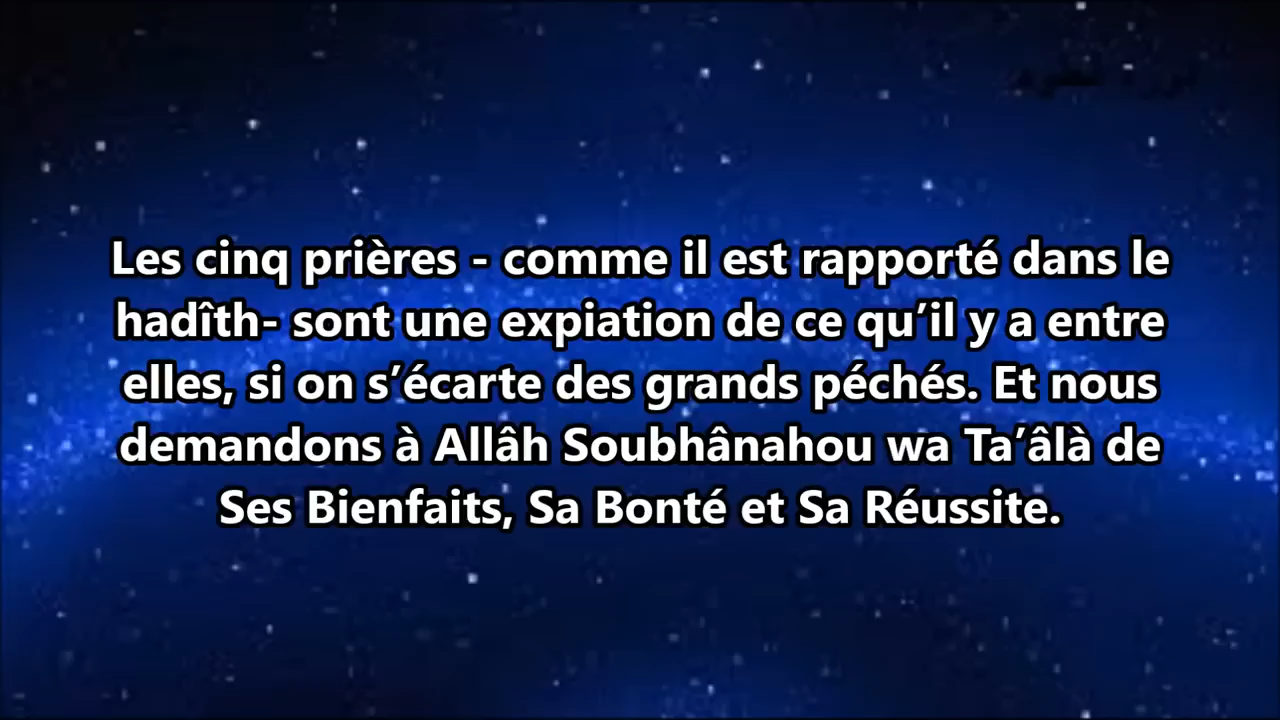 Les cinq prières - comme il est rapporté dans le
hadîth- sont une expiation de ce qu’il y a entre
elles, si on s’écarte des grands péchés. Et nous
demandons à Allâh Soubhânahou wa Ta’âlà de
Ses Bienfaits, Sa Bonté et Sa Réussite.